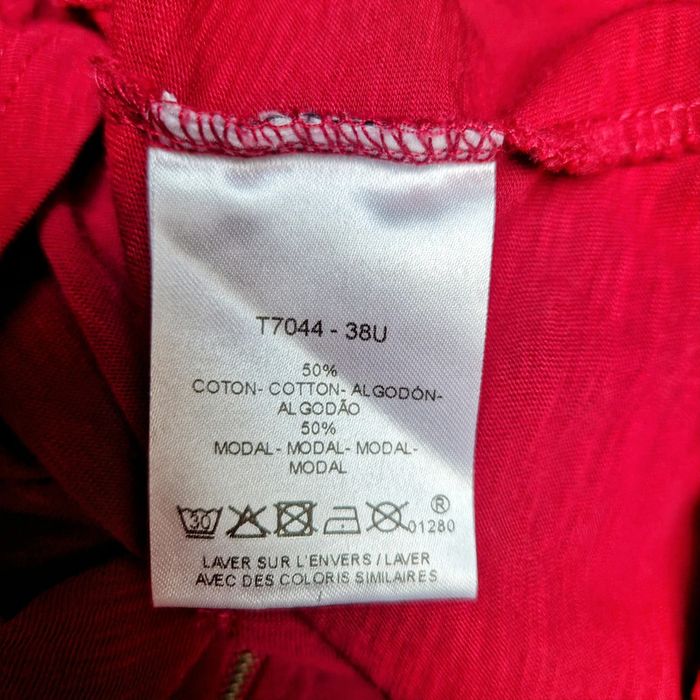 T7044 - 38U
50%
COTON- COTTON- ALGODÓN-
ALGODÃO
50%
MODAL- MODAL- MODAL-
MODAL
30 ® 01280
LAVER SUR L'ENVERS / LAVER
AVEC DES COLORIS SIMILAIRES